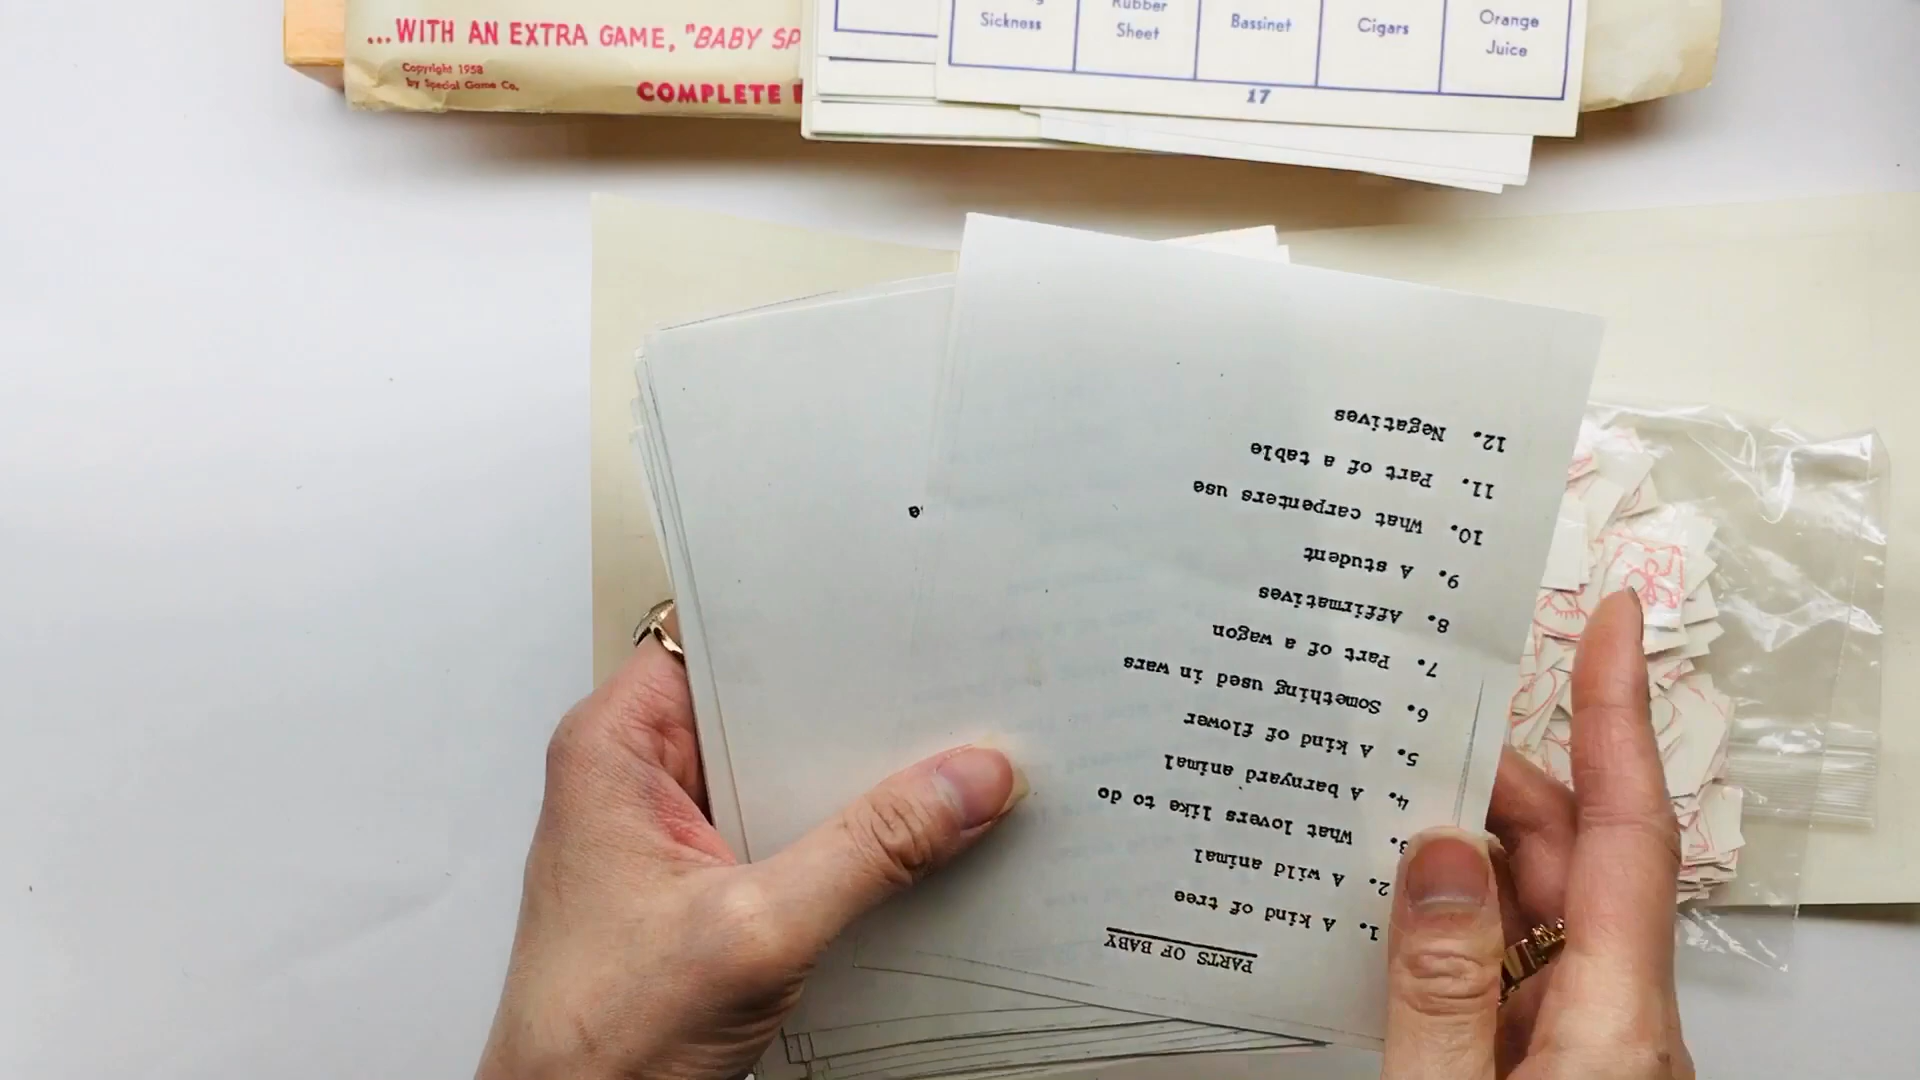 ...WITH AN EXTRA GAME, "BABY SP
Copyright 1958
by Special Game Co.
COMPLETE
Sickness
Rubber
Sheet
Bassinet
Cigars
Orange
Juice
17
PARTS OF BABY
1. A kind of tree
2. A wild animal
3. What lovers like to do
4. A barnyard animal
5. A kind of flower
6. Something used in wars
7. Part of a wagon
8. Affirmatives
9. A student
10. What carpenters use
11. Part of a table
12. Negatives